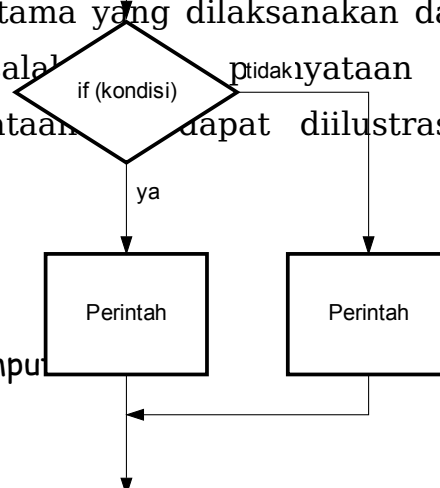 tama yang dilaksanakan da
tidak yataan
if (kondisi)
dapat diilustras
ya
Perintah Perintah